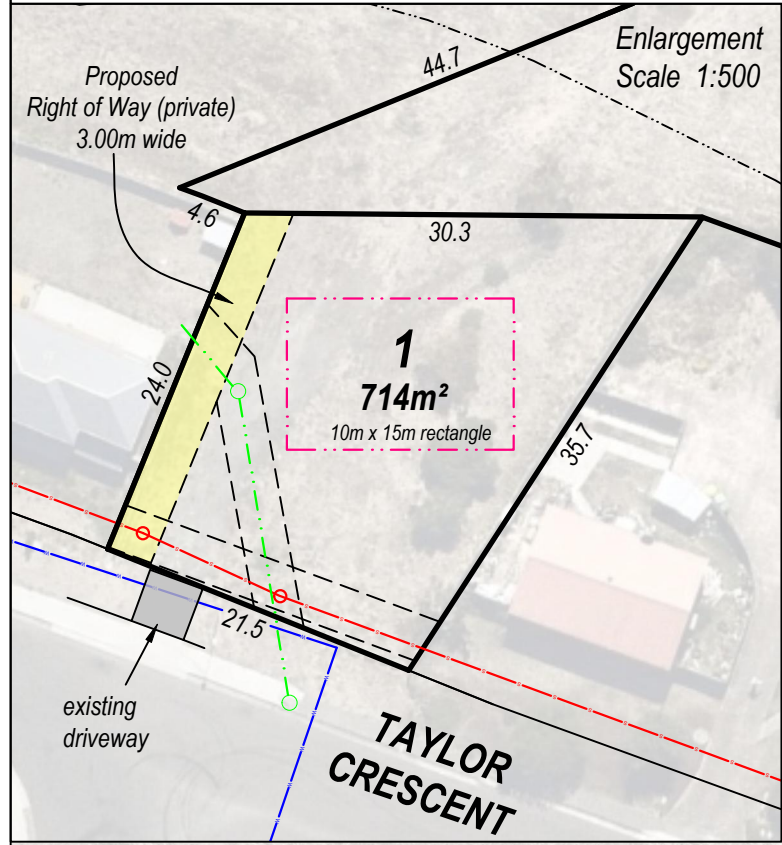 Enlargement
Scale 1:500
44.7
Proposed
Right of Way (private)
3.00m wide
4.6
30.3
1
714m²
10m x 15m rectangle
24.0
35.7
21.5
existing
driveway
TAYLOR
CRESCENT